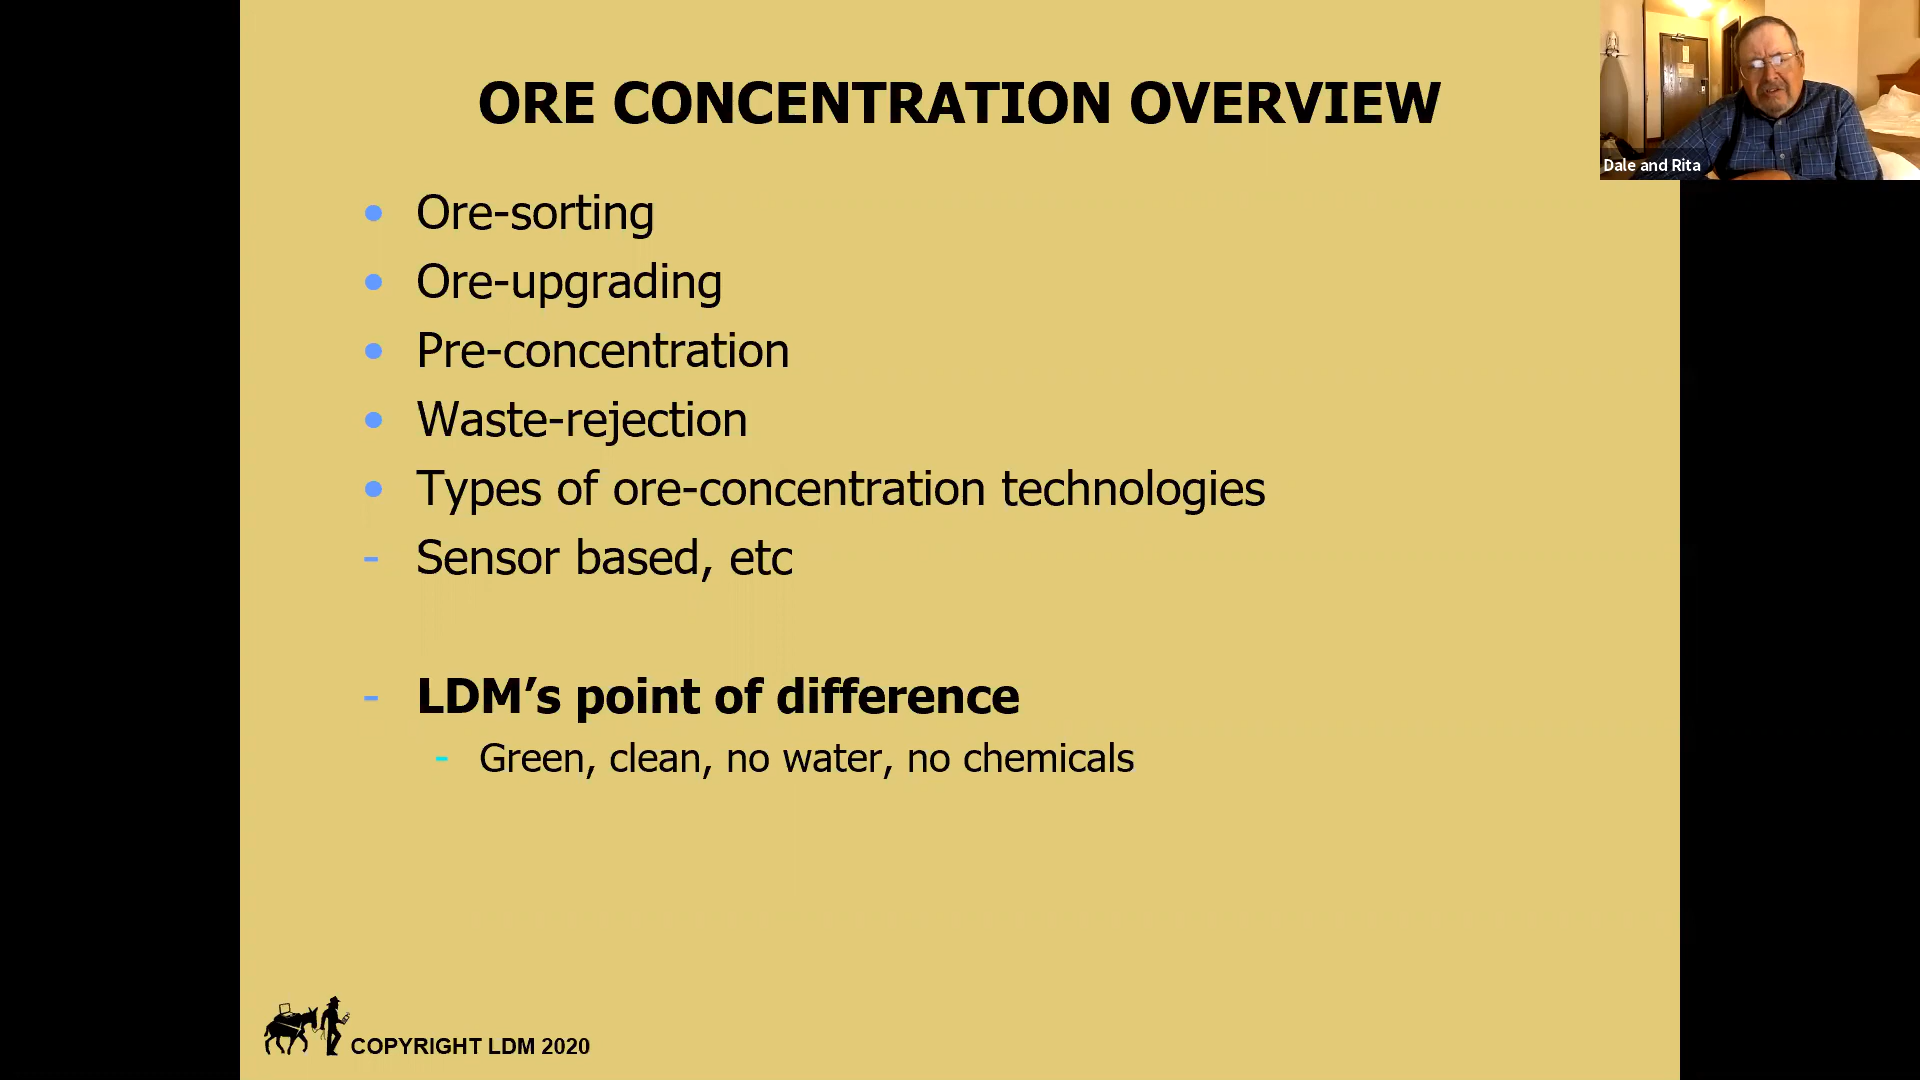 ORE CONCENTRATION OVERVIEW
Dale and Rita
• Ore-sorting
• Ore-upgrading
• Pre-concentration
• Waste-rejection
• Types of ore-concentration technologies
- Sensor based, etc
- LDM’s point of difference
- Green, clean, no water, no chemicals
COPYRIGHT LDM 2020